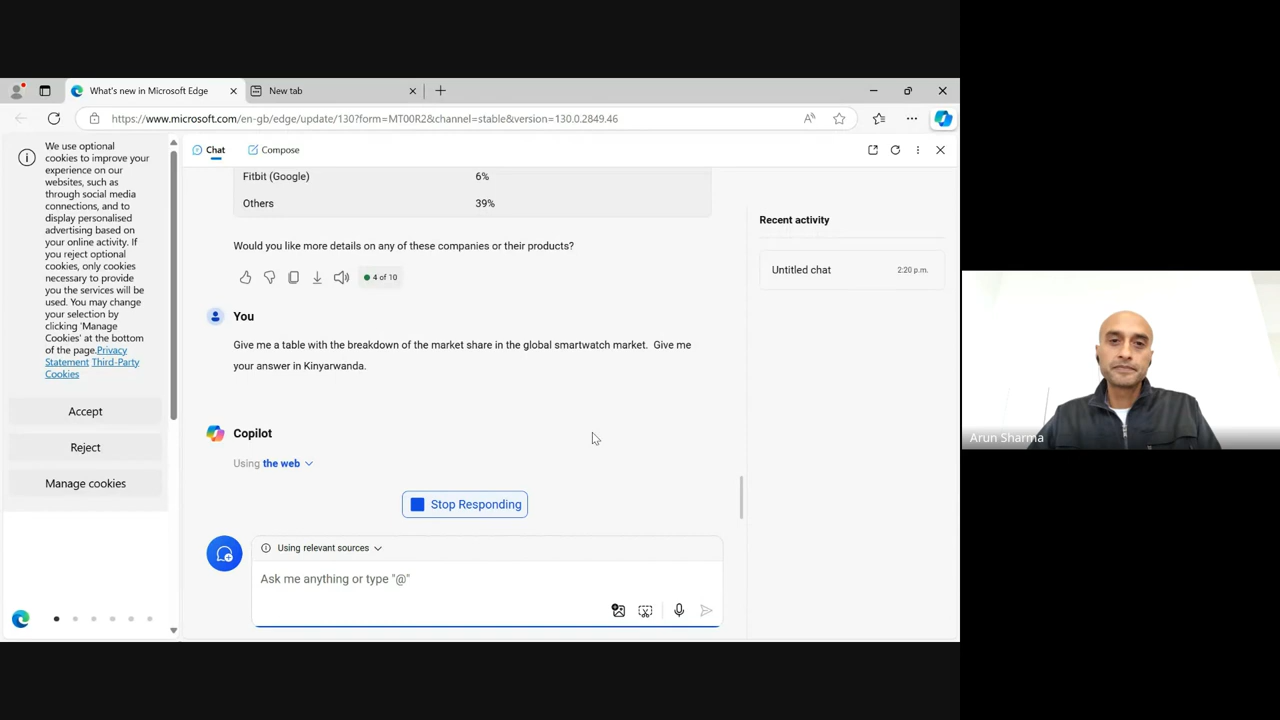 What's new in Microsoft Edge
New tab
https://www.microsoft.com/en-gb/edge/update/130?form=MT00R2&channel=stable&version=130.0.2849.46
We use optional
cookies to improve your
experience on our
websites, such as
through social media
connections, and to
display personalised
advertising based on
your online activity. If
you reject optional
cookies, only cookies
necessary to provide
you the services will be
used. You may change
your selection by
clicking 'Manage
Cookies' at the bottom
of the page.Privacy
Statement Third-Party
Cookies
Accept
Reject
Manage cookies
Chat
Compose
Fitbit (Google) 6%
Others 39%
Would you like more details on any of these companies or their products?
4 of 10
You
Give me a table with the breakdown of the market share in the global smartwatch market. Give me
your answer in Kinyarwanda.
Copilot
Using the web
Stop Responding
Using relevant sources
Ask me anything or type "@"
Recent activity
Untitled chat 2:20 p.m.
Arun Sharma